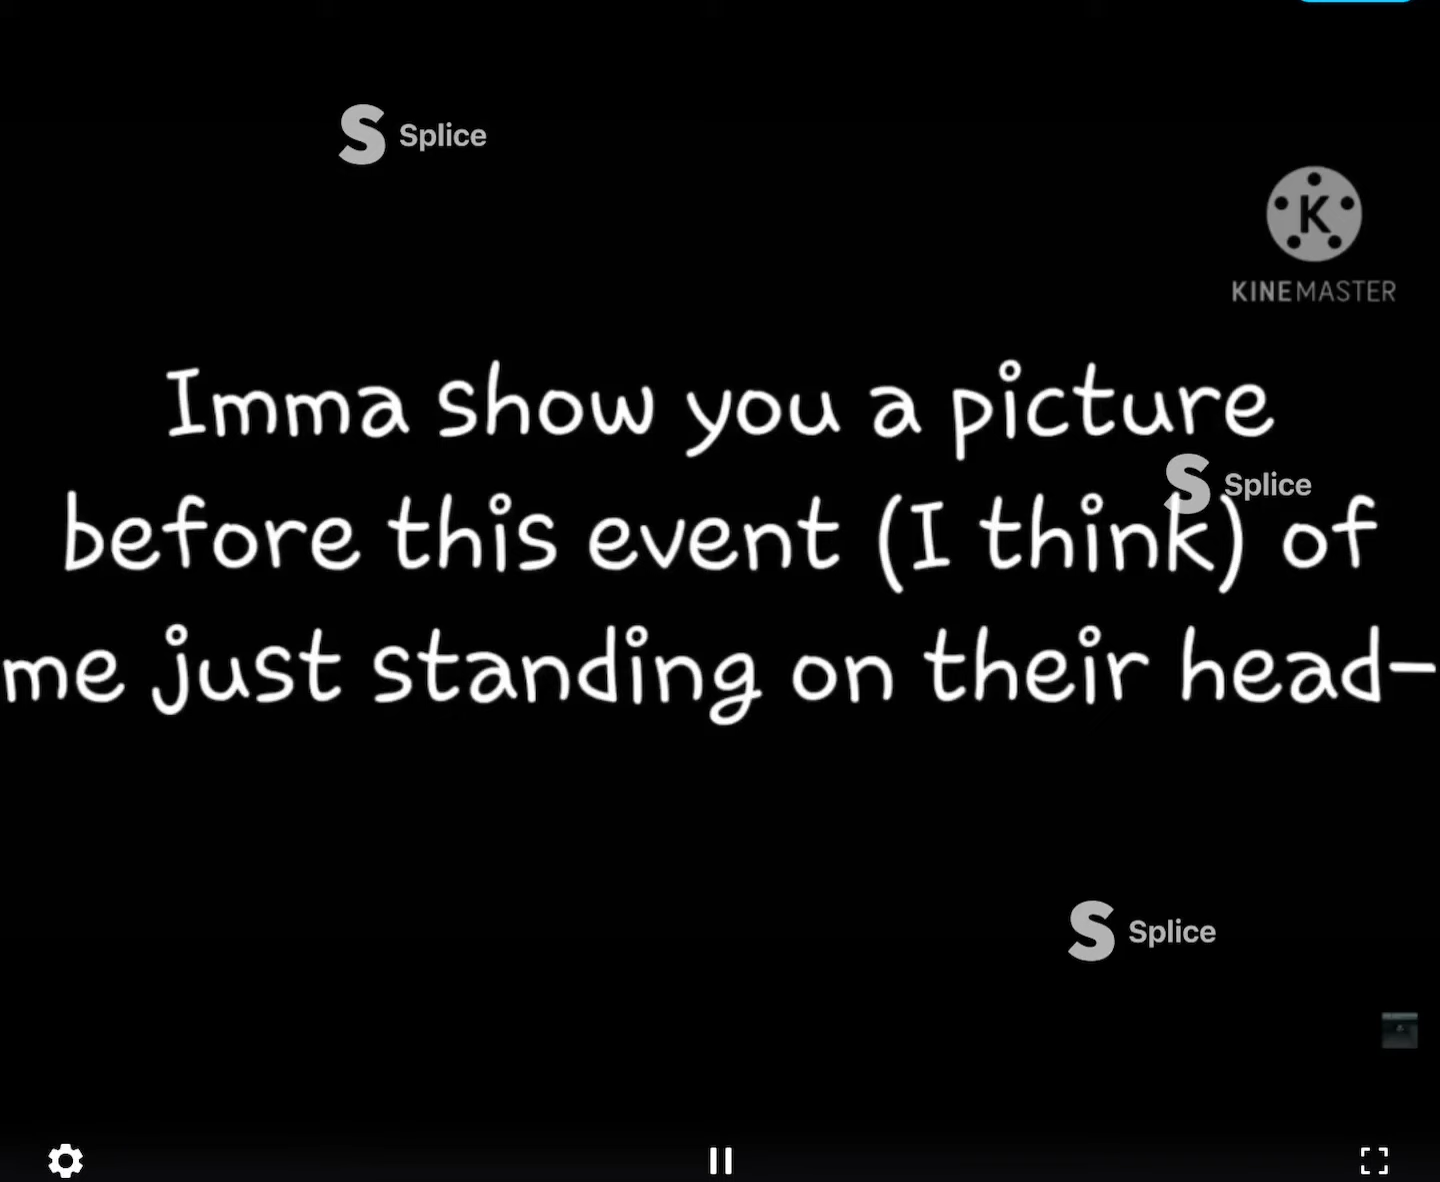 S Splice
K
KINEMASTER
Imma show you a picture
S Splice
before this event (I think) of
me just standing on their head-
S Splice